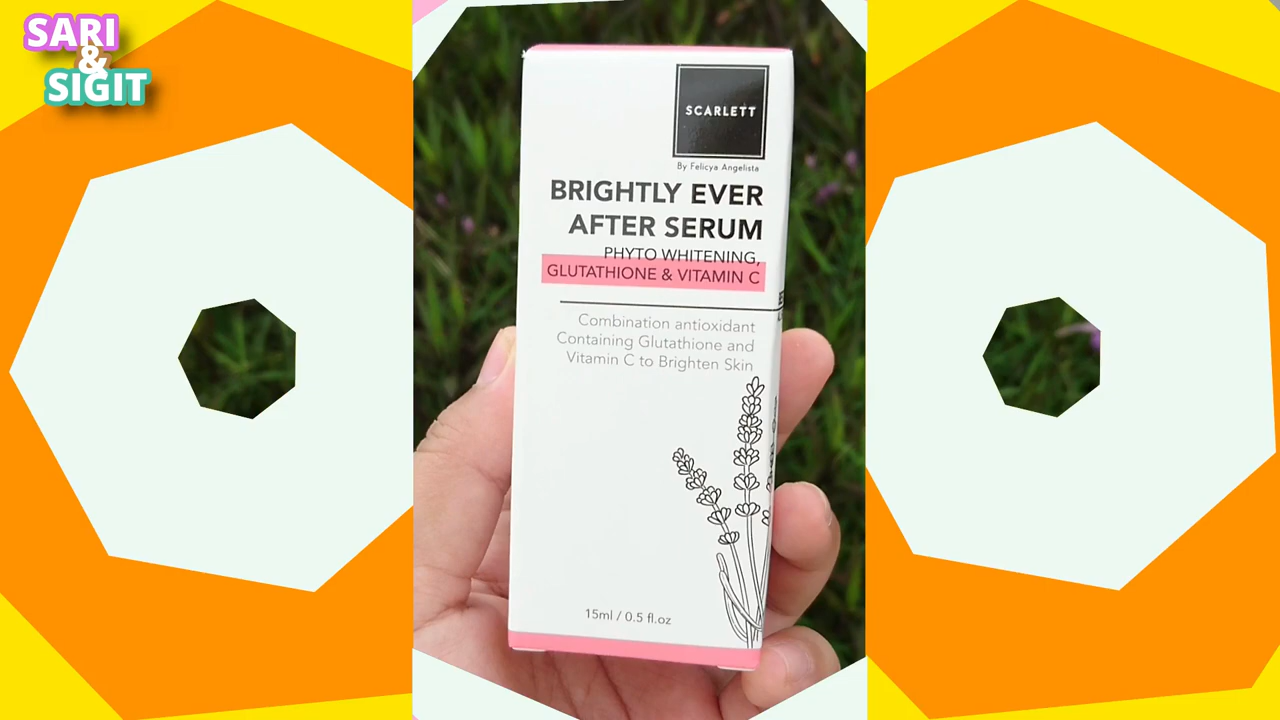 SARI
&
SIGIT
SCARLETT
By Felicya Angelista
BRIGHTLY EVER
AFTER SERUM
PHYTO WHITENING,
GLUTATHIONE & VITAMIN C
Combination antioxidant
Containing Glutathione and
Vitamin C to Brighten Skin
15ml / 0.5 fl.oz